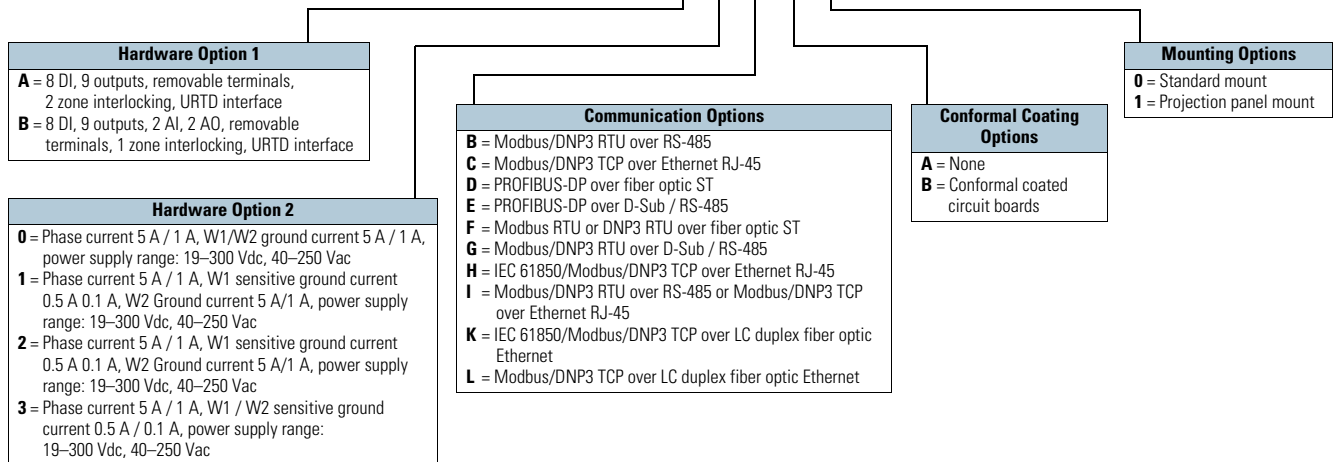 Hardware Option 1
A = 8 DI, 9 outputs, removable terminals,
2 zone interlocking, URTD interface
B = 8 DI, 9 outputs, 2 AI, 2 AO, removable
terminals, 1 zone interlocking, URTD interface
Hardware Option 2
0 = Phase current 5 A / 1 A, W1/W2 ground current 5 A / 1 A,
power supply range: 19–300 Vdc, 40–250 Vac
1 = Phase current 5 A / 1 A, W1 sensitive ground current
0.5 A 0.1 A, W2 Ground current 5 A/1 A, power supply
range: 19–300 Vdc, 40–250 Vac
2 = Phase current 5 A / 1 A, W1 sensitive ground current
0.5 A 0.1 A, W2 Ground current 5 A/1 A, power supply
range: 19–300 Vdc, 40–250 Vac
3 = Phase current 5 A / 1 A, W1 / W2 sensitive ground
current 0.5 A / 0.1 A, power supply range:
19–300 Vdc, 40–250 Vac
Communication Options
B = Modbus/DNP3 RTU over RS-485
C = Modbus/DNP3 TCP over Ethernet RJ-45
D = PROFIBUS-DP over fiber optic ST
E = PROFIBUS-DP over D-Sub / RS-485
F = Modbus RTU or DNP3 RTU over fiber optic ST
G = Modbus/DNP3 RTU over D-Sub / RS-485
H = IEC 61850/Modbus/DNP3 TCP over Ethernet RJ-45
I = Modbus/DNP3 RTU over RS-485 or Modbus/DNP3 TCP
over Ethernet RJ-45
K = IEC 61850/Modbus/DNP3 TCP over LC duplex fiber optic
Ethernet
L = Modbus/DNP3 TCP over LC duplex fiber optic Ethernet
Conformal Coating
Options
A = None
B = Conformal coated
circuit boards
Mounting Options
0 = Standard mount
1 = Projection panel mount